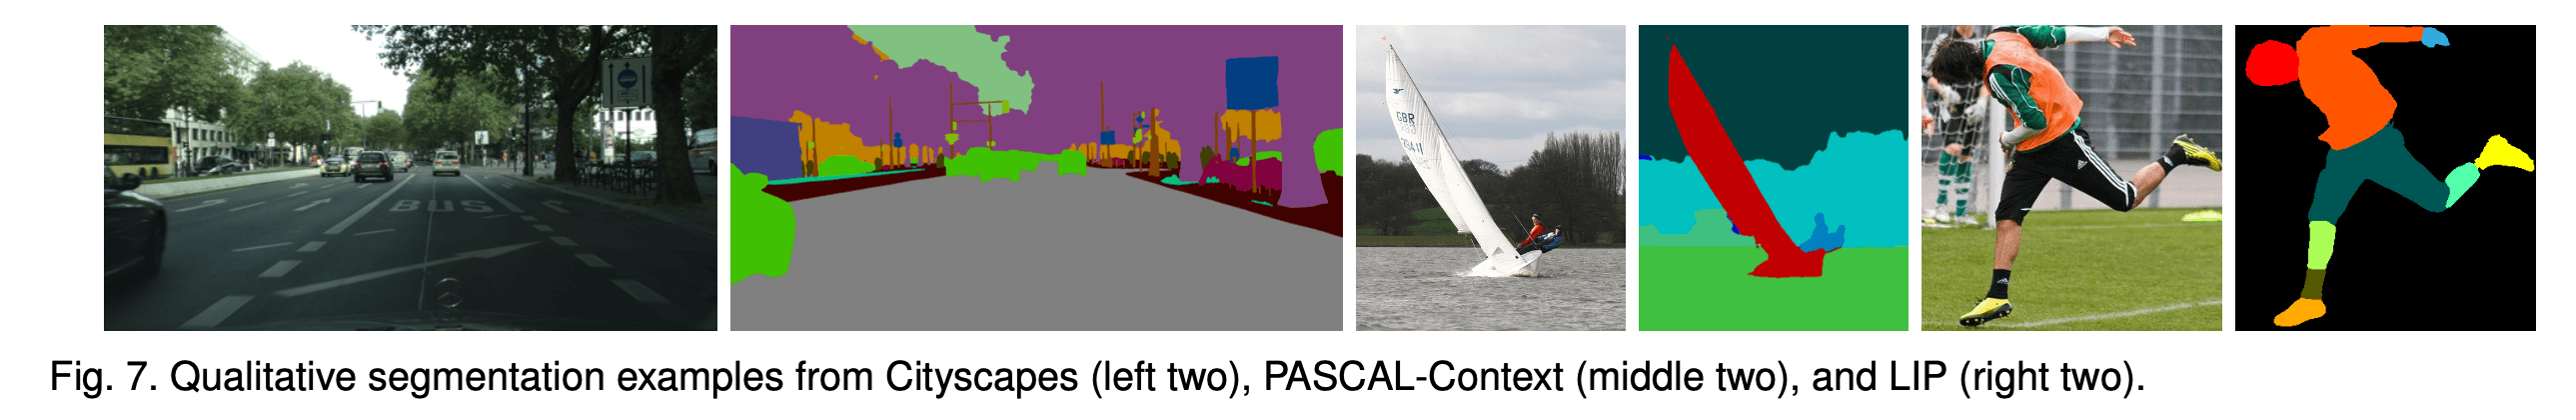 BUS
GBR
Fig. 7. Qualitative segmentation examples from Cityscapes (left two), PASCAL-Context (middle two), and LIP (right two).